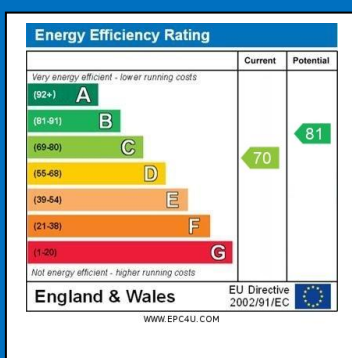 Energy Efficiency Rating
Current Potential
Very energy efficient - lower running costs
(92+) A
(81-91) B
(69-80) C
(55-68) D
(39-54) E
(21-38) F
(1-20) G
70
81
Not energy efficient - higher running costs
England & Wales
EU Directive
2002/91/EC
WWW.EPC4U.COM